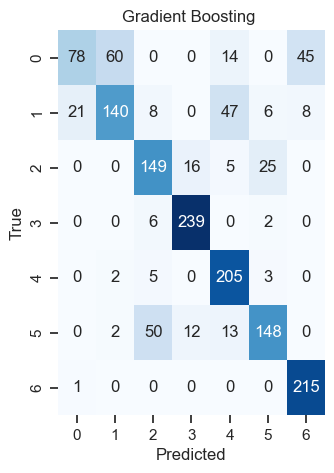 Gradient Boosting
0 78 60 0 0 14 0 45
1 21 140 8 0 47 6 8
2 0 0 149 16 5 25 0
3 0 0 6 239 0 2 0
4 0 2 5 0 205 3 0
5 0 2 50 12 13 148 0
6 1 0 0 0 0 0 215
True
0 1 2 3 4 5 6
Predicted